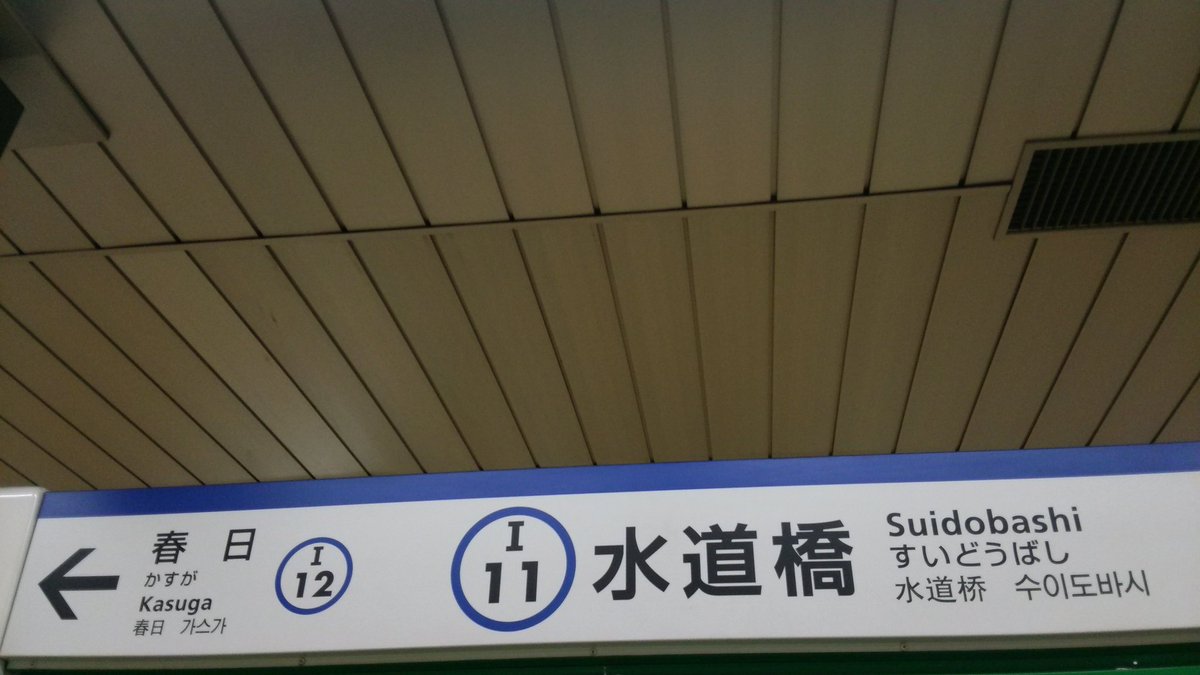 ←
春日
かすが
Kasuga
春日 가스가
I
12
I
11
水道橋
Suidobashi
すいどうばし
水道桥 수이도바시